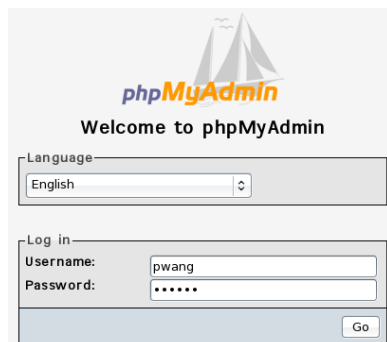 phpMyAdmin
Welcome to phpMyAdmin
Language
English
Log in
Username:
pwang
Password:
••••••
Go